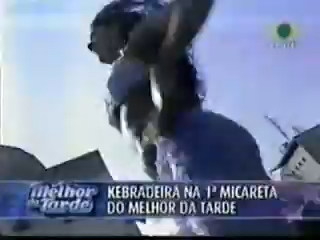 Melhor da Tarde
KEBRADEIRA NA 1ª MICARETA
DO MELHOR DA TARDE